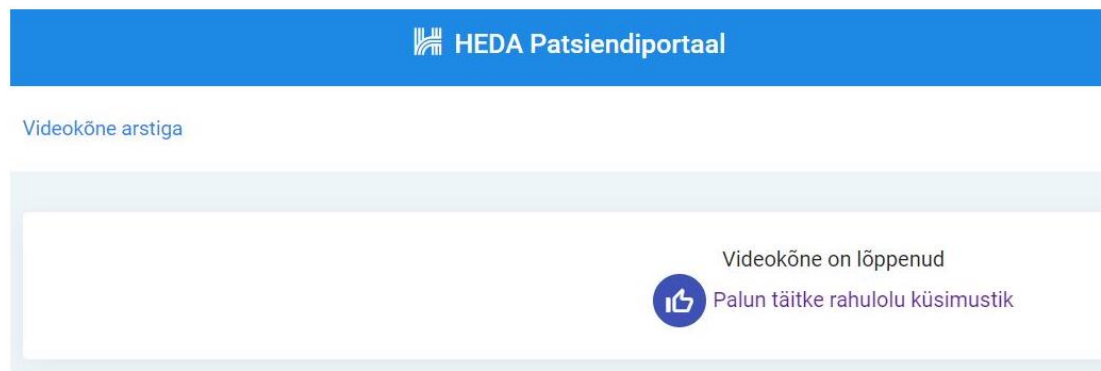 HEDA Patsiendiportaal
Videokõne arstiga
Videokõne on lõppenud
Palun täitke rahulolu küsimustik